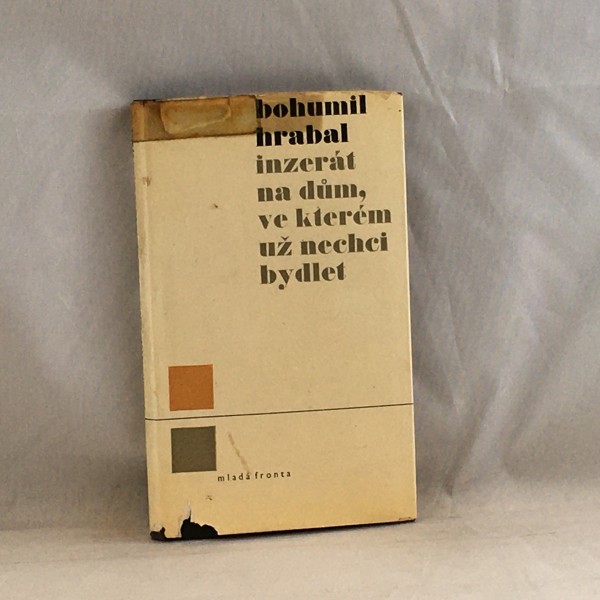 bohumil
hrabal
inzerát
na dům,
ve kterém
už nechci
bydlet
mladá fronta